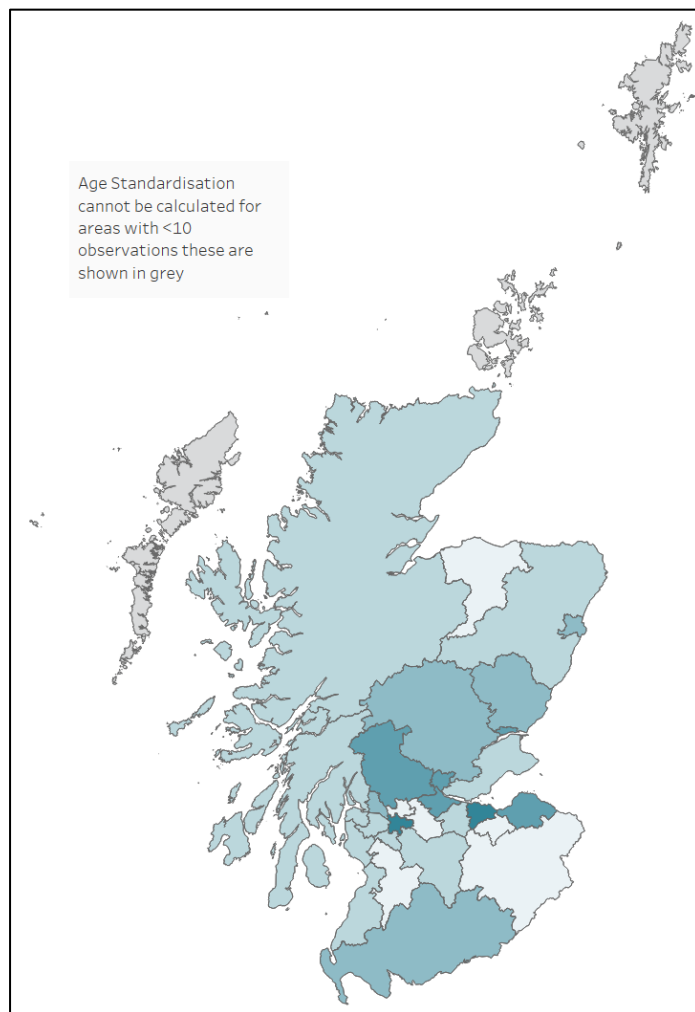 Age Standardisation
cannot be calculated for
areas with <10
observations these are
shown in grey